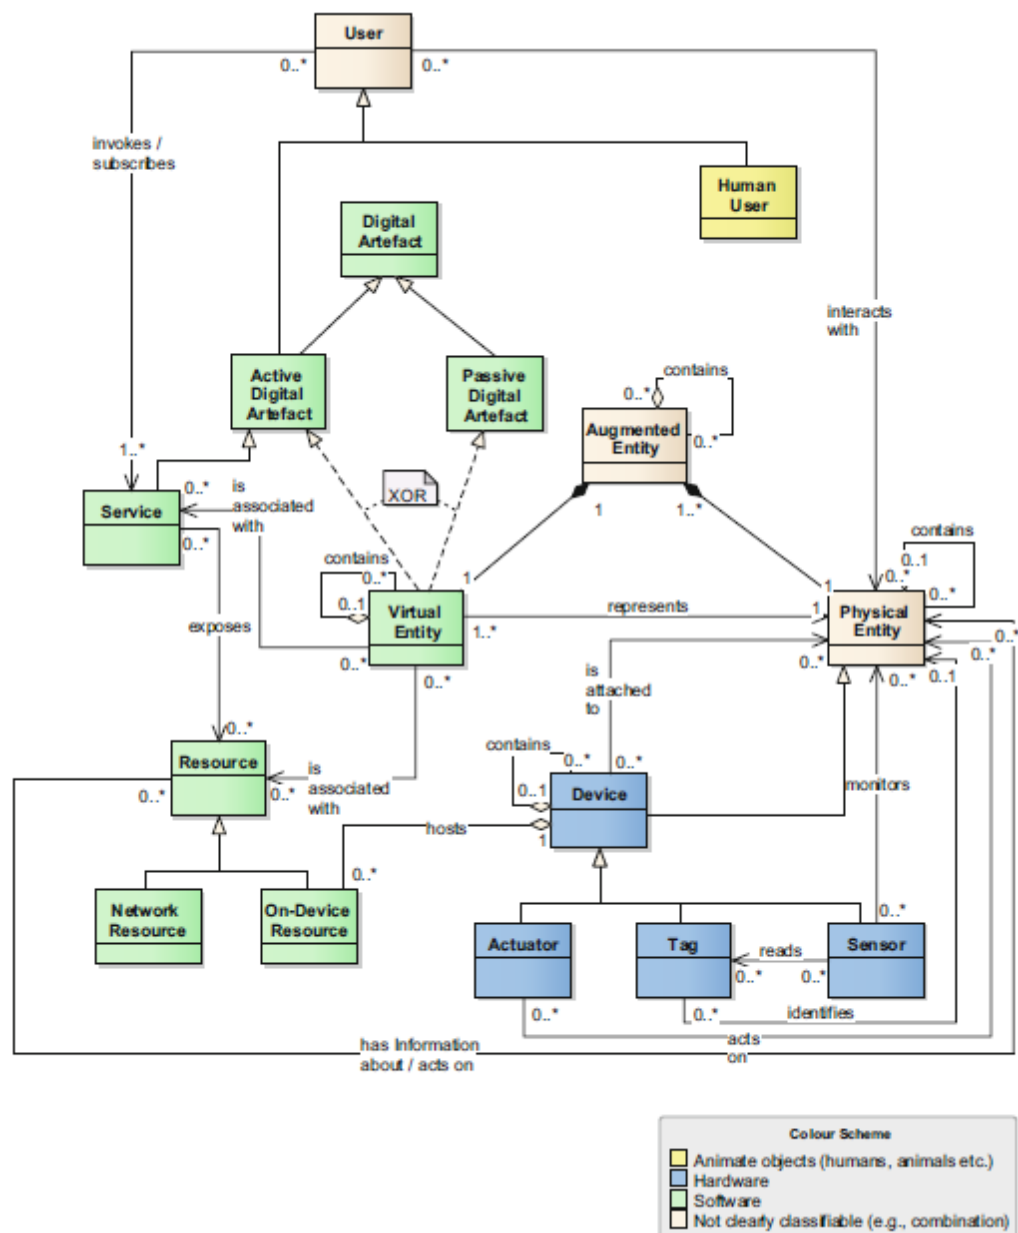 User
0..*
0..*
invokes /
subscribes
Human
User
Digital
Artefact
interacts
with
Active
Digital
Artefact
Passive
Digital
Artefact
contains
0..*
Augmented
Entity
0..*
1..*
0..*
is
associated
with
XOR
1
1..*
Service
0..*
contains
0..*
0..1
Virtual
Entity
1
1..*
0..*
0..*
represents
contains
0..1
0..*
0..*
1
1
Physical
Entity
0..*
0..*
0..1
0..*
0..*
exposes
is
attached
to
0..*
Resource
0..*
0..*
is
associated
with
contains
0..*
0..*
0..1
Device
1
monitors
hosts
0..*
Network
Resource
On-Device
Resource
0..*
Actuator
Tag
Sensor
reads
0..*
0..*
0..*
0..*
identifies
acts
on
has Information
about / acts on
Colour Scheme
Animate objects (humans, animals etc.)
Hardware
Software
Not clearly classifiable (e.g., combination)